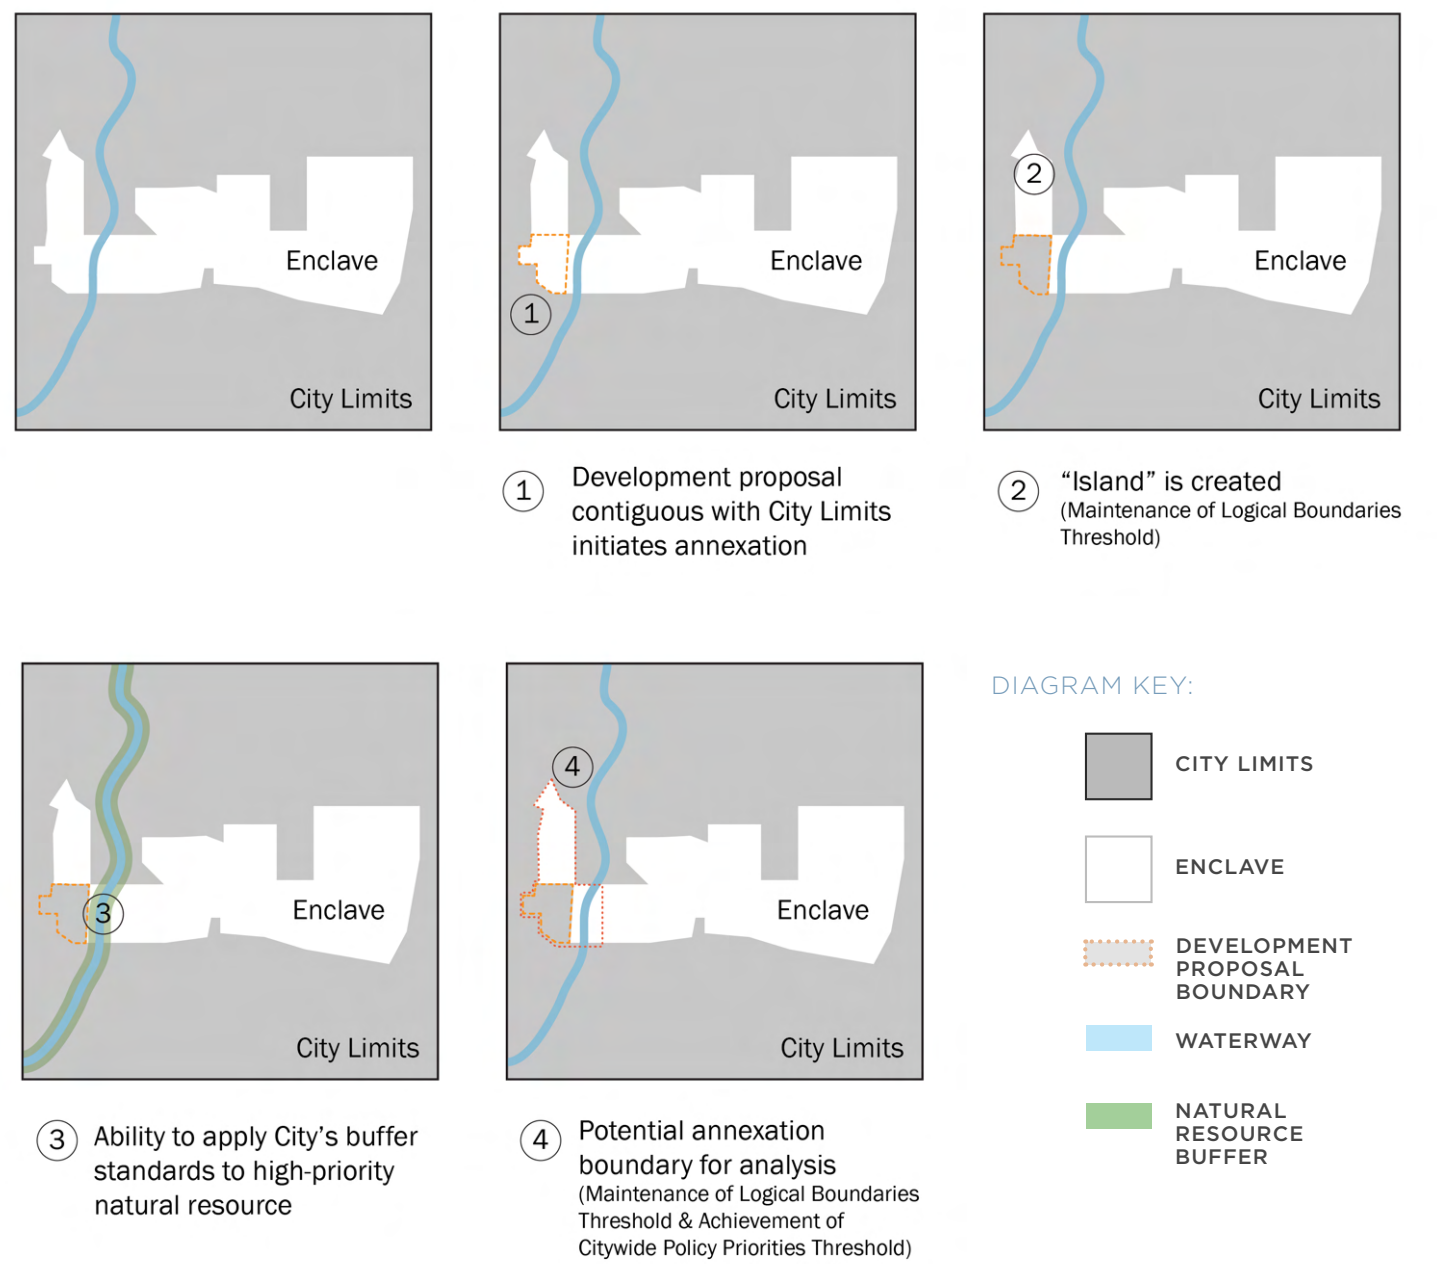 Enclave
City Limits
1
Enclave
City Limits
2
Enclave
City Limits
1 Development proposal
contiguous with City Limits
initiates annexation
2 “Island” is created
(Maintenance of Logical Boundaries
Threshold)
3
Enclave
City Limits
4
Enclave
City Limits
DIAGRAM KEY:
CITY LIMITS
ENCLAVE
DEVELOPMENT
PROPOSAL
BOUNDARY
WATERWAY
NATURAL
RESOURCE
BUFFER
3 Ability to apply City’s buffer
standards to high-priority
natural resource
4 Potential annexation
boundary for analysis
(Maintenance of Logical Boundaries
Threshold & Achievement of
Citywide Policy Priorities Threshold)